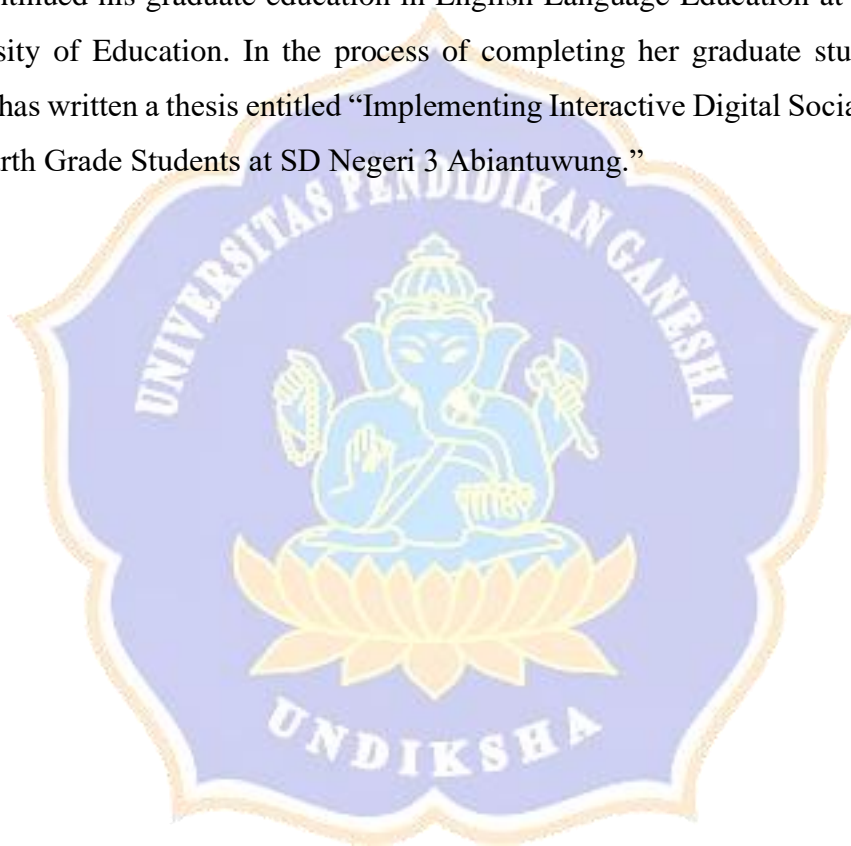 his graduate education in English Language Education at
of Education. In the process of completing her graduate
has written a thesis entitled “Implementing Interactive Digital
Grade Students at SD Negeri 3 Abiantuwung.”
UNIVERSITAS PENDIDIKAN GANESHA
UNDIKSHA